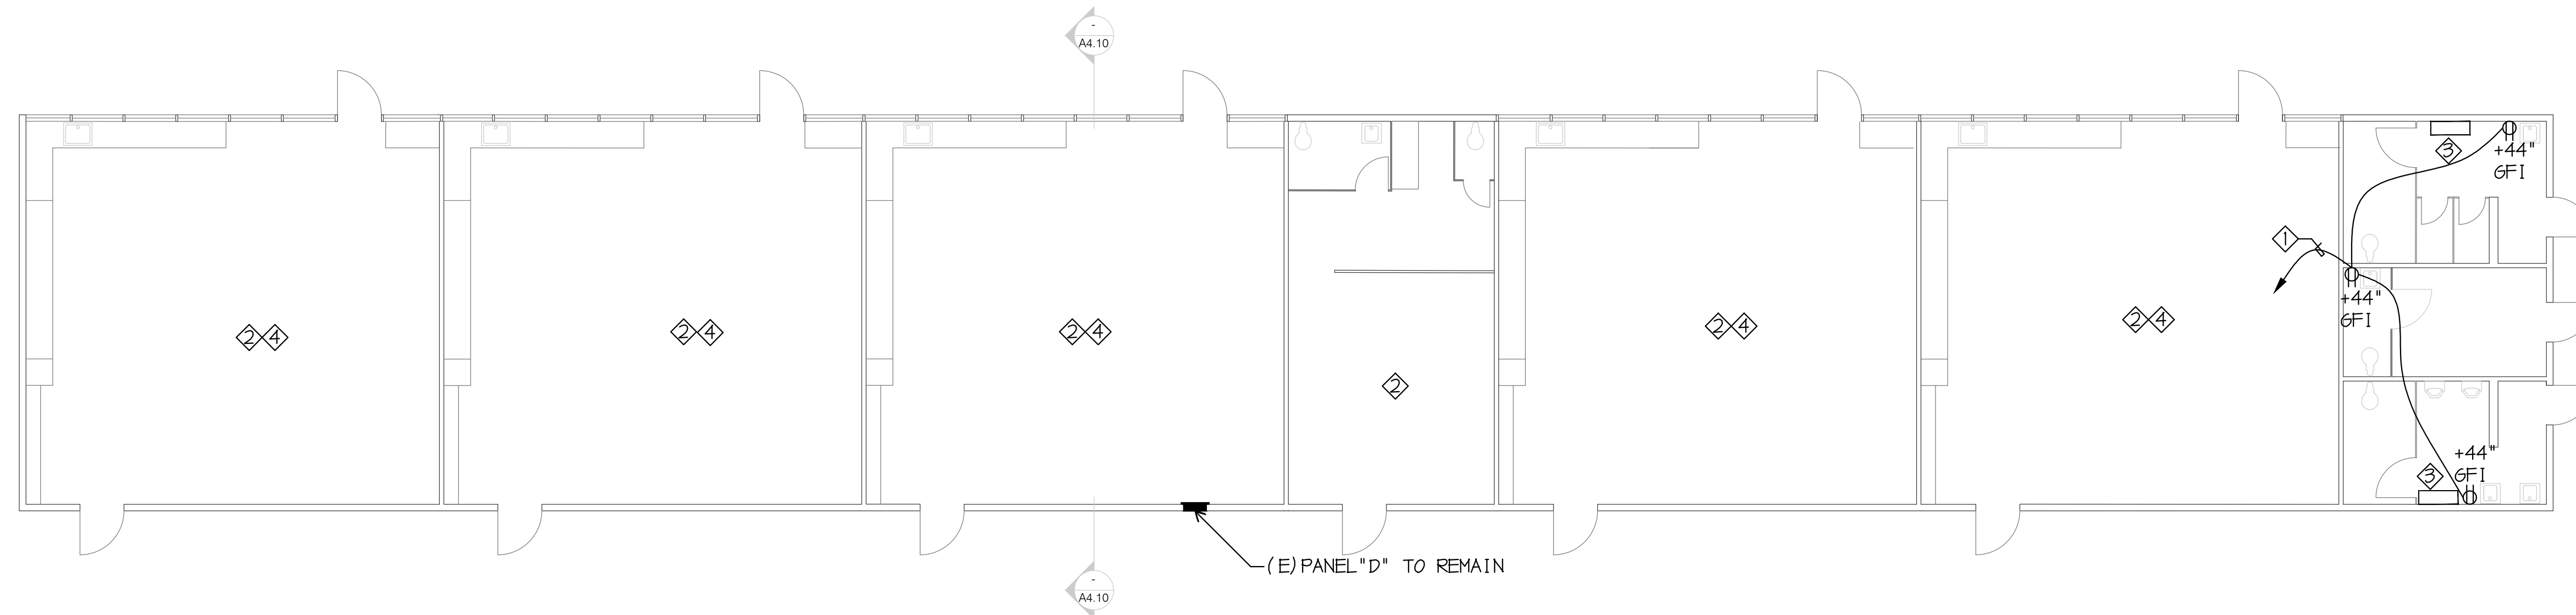 -
A4.10
3
+44"
GFI
1
+44"
GFI
2 4
2 4
2 4
2
2 4
2 4
+44"
GFI
3
(E) PANEL "D" TO REMAIN
-
A4.10